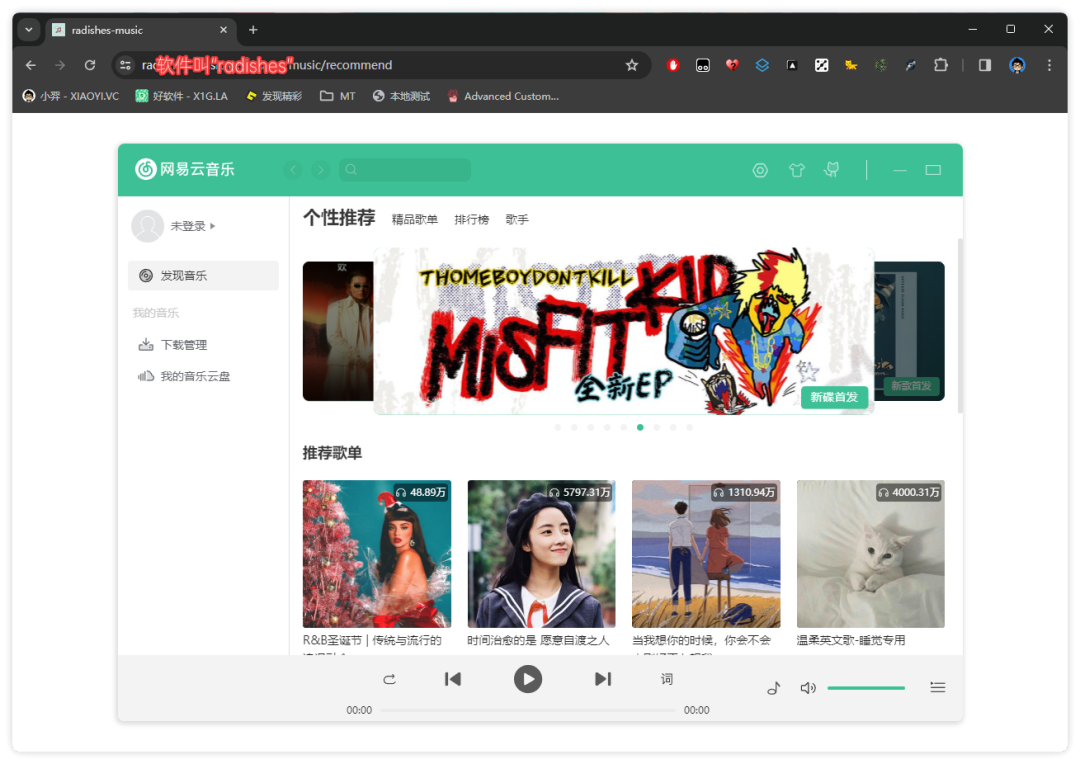 radishes-music
软件叫"radishes"
music/recommend
小羿 - XIAOYI.VC
好软件 - X1G.LA
发现精彩
MT
本地测试
Advanced Custom...
网易云音乐
未登录
个性推荐
精品歌单
排行榜
歌手
发现音乐
我的音乐
下载管理
我的音乐云盘
THOMEBOYDONTKILL
MISFIT KID
全新EP
新碟首发
新歌首发
推荐歌单
48.89万
5797.31万
1310.94万
4000.31万
R&B圣诞节 | 传统与流行的
时间治愈的是 愿意自渡之人
当我想你的时候，你会不会
温柔英文歌-睡觉专用
词
00:00
00:00